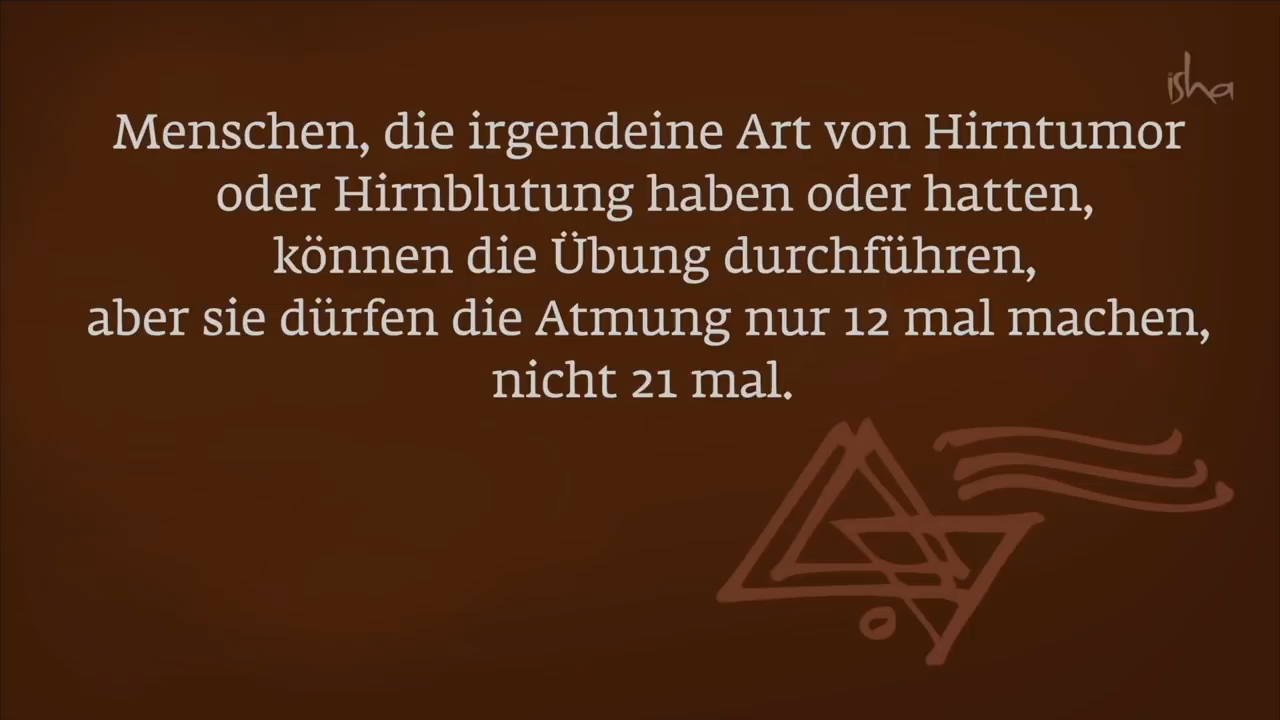 isha
Menschen, die irgendeine Art von Hirntumor
oder Hirnblutung haben oder hatten,
können die Übung durchführen,
aber sie dürfen die Atmung nur 12 mal machen,
nicht 21 mal.